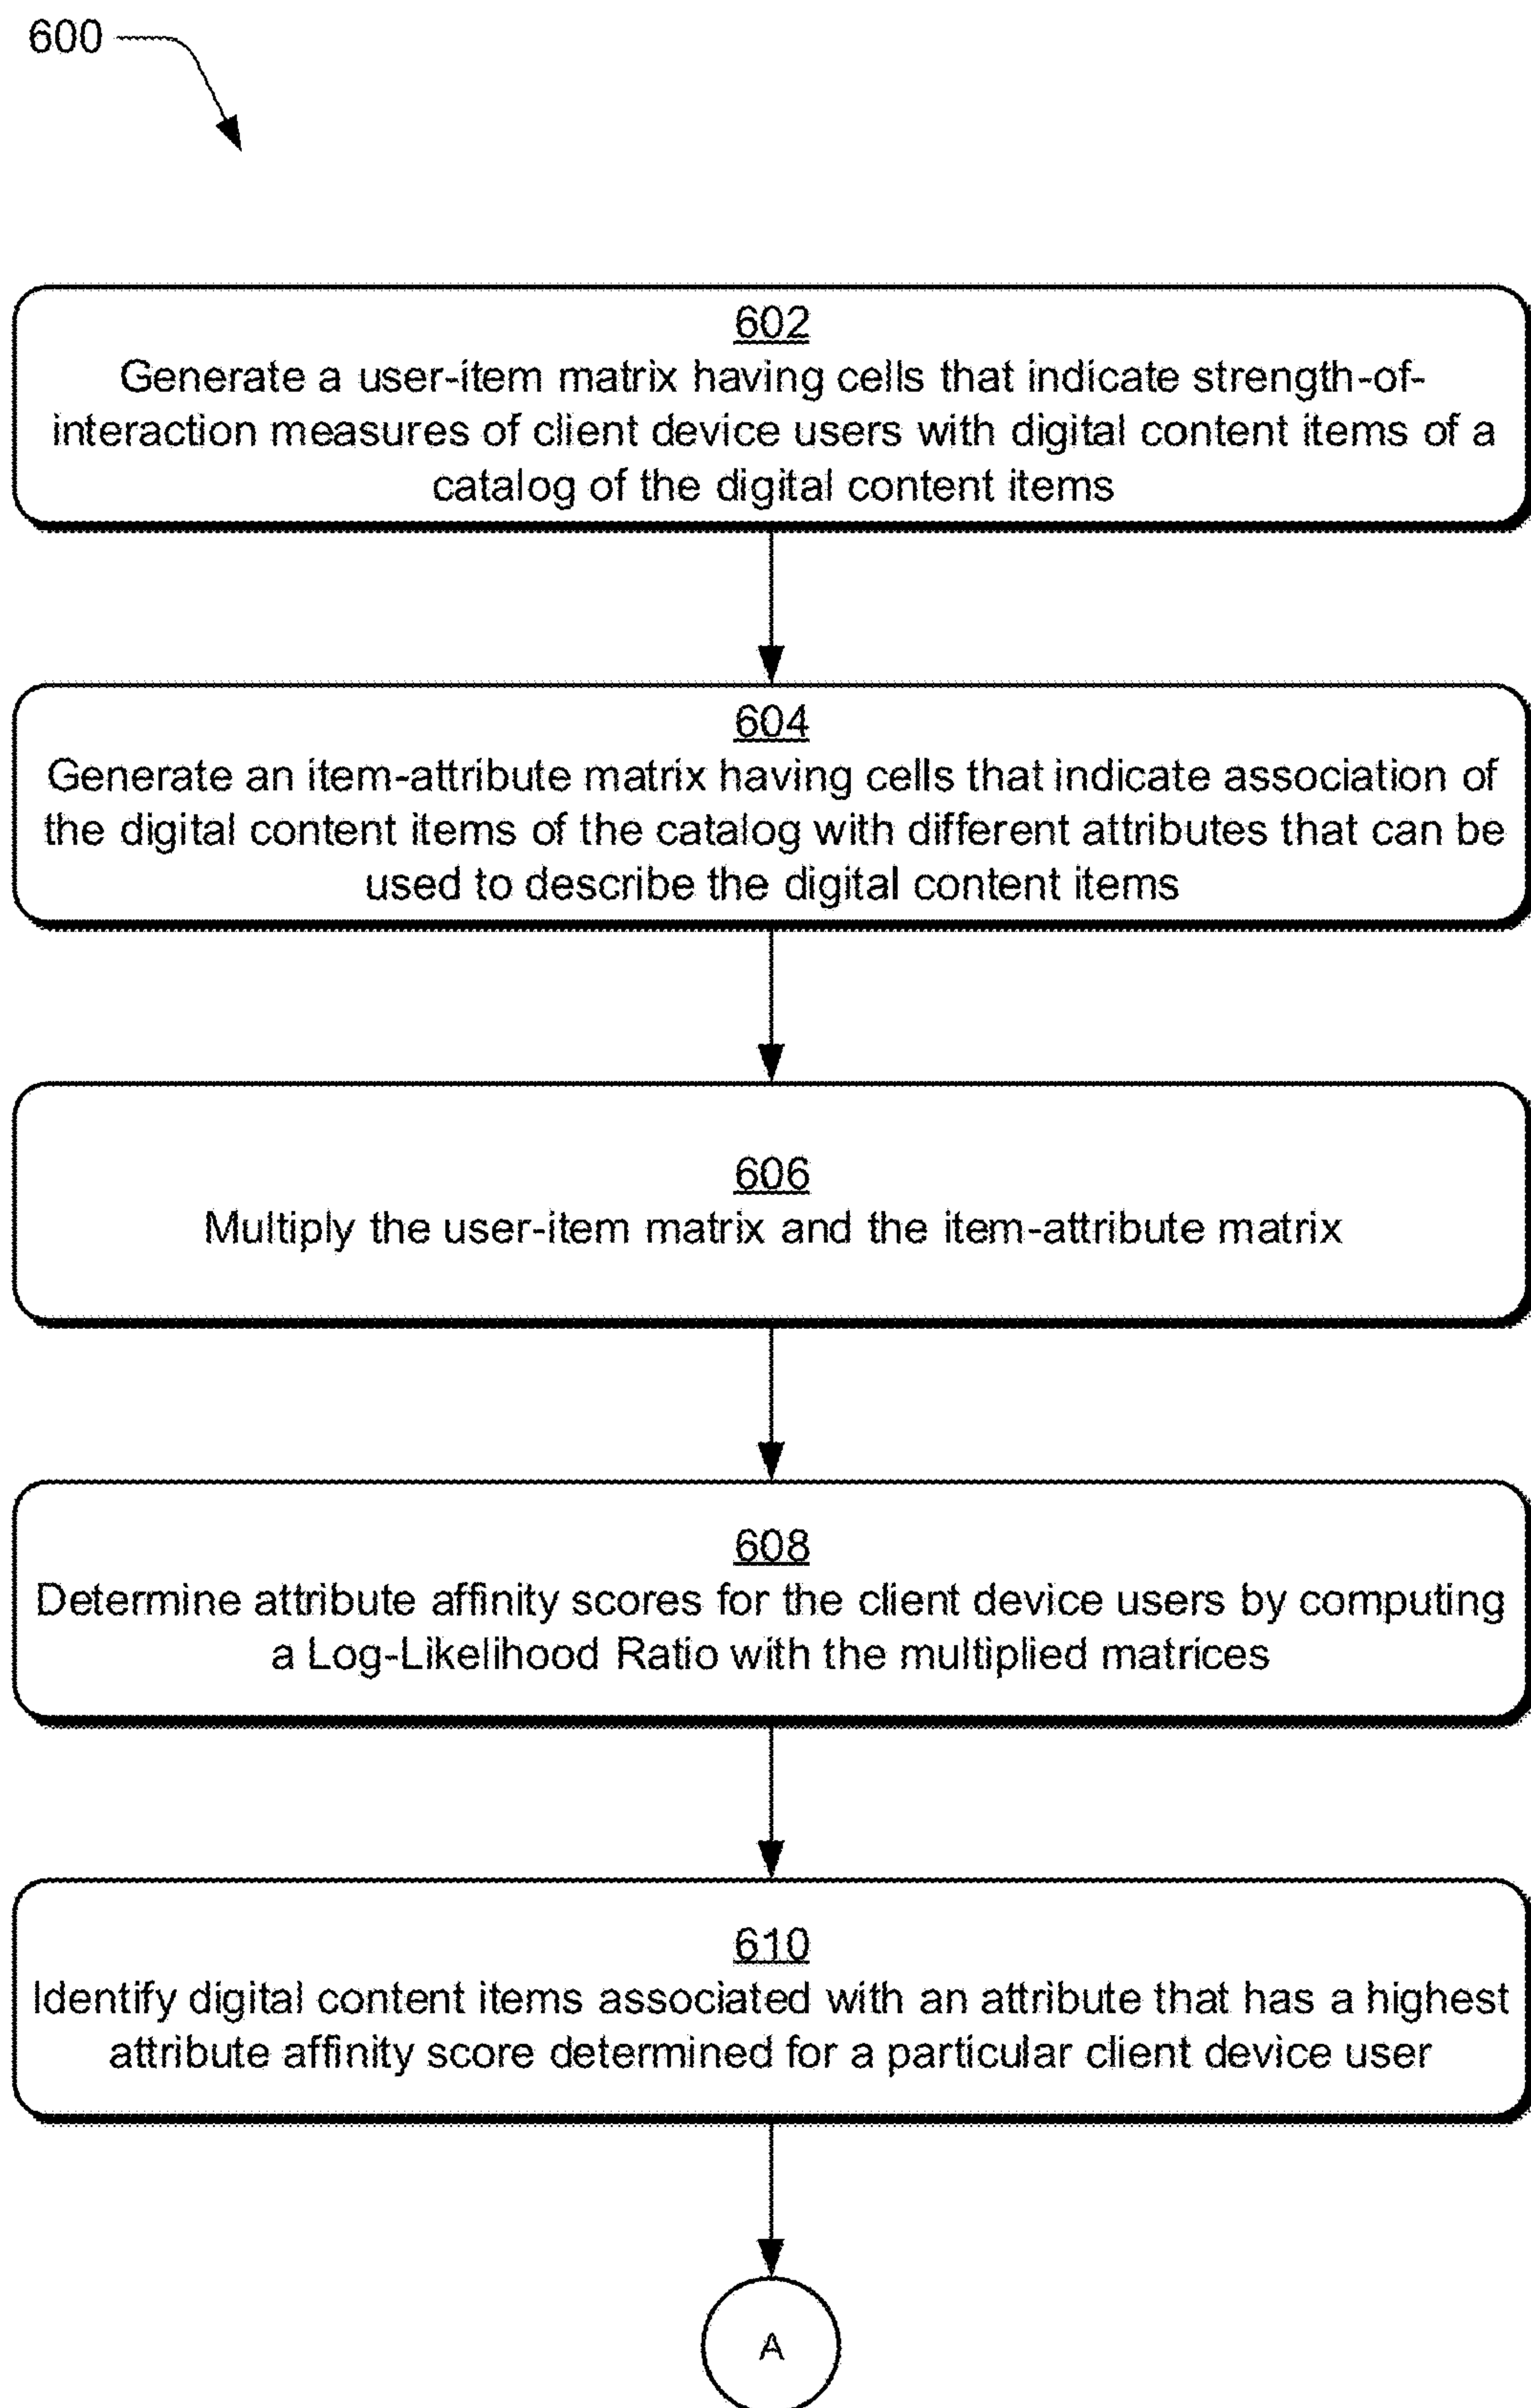 600
602
Generate a user-item matrix having cells that indicate strength-of-
interaction measures of client device users with digital content items of a
catalog of the digital content items
604
Generate an item-attribute matrix having cells that indicate association of
the digital content items of the catalog with different attributes that can be
used to describe the digital content items
606
Multiply the user-item matrix and the item-attribute matrix
608
Determine attribute affinity scores for the client device users by computing
a Log-Likelihood Ratio with the multiplied matrices
610
Identify digital content items associated with an attribute that has a highest
attribute affinity score determined for a particular client device user
A